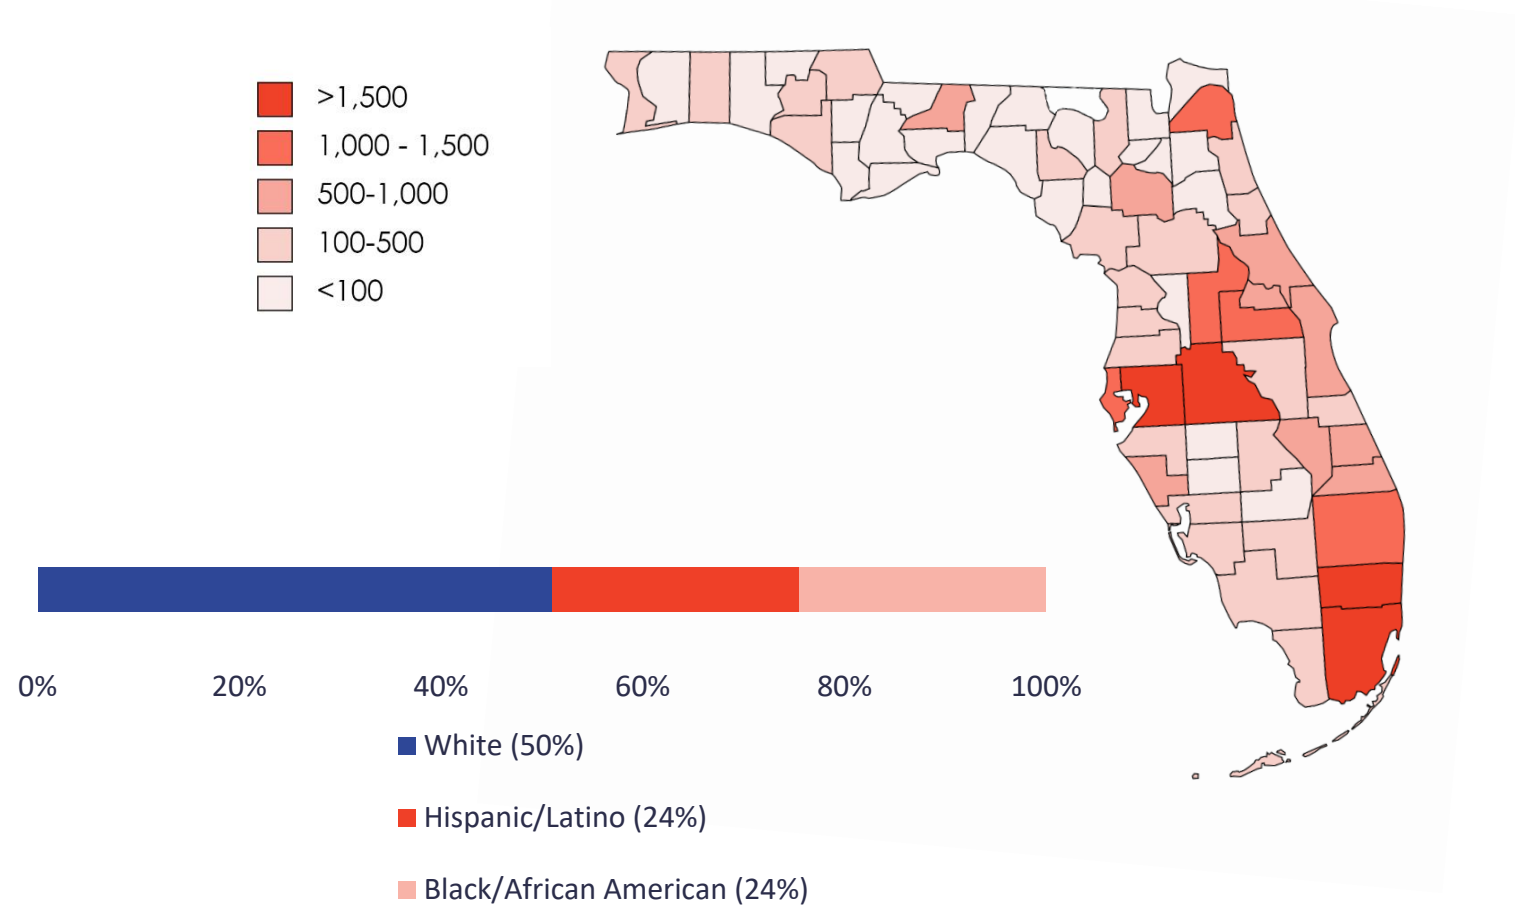 >1,500
1,000 - 1,500
500-1,000
100-500
<100
0% 20% 40% 60% 80% 100%
White (50%)
Hispanic/Latino (24%)
Black/African American (24%)